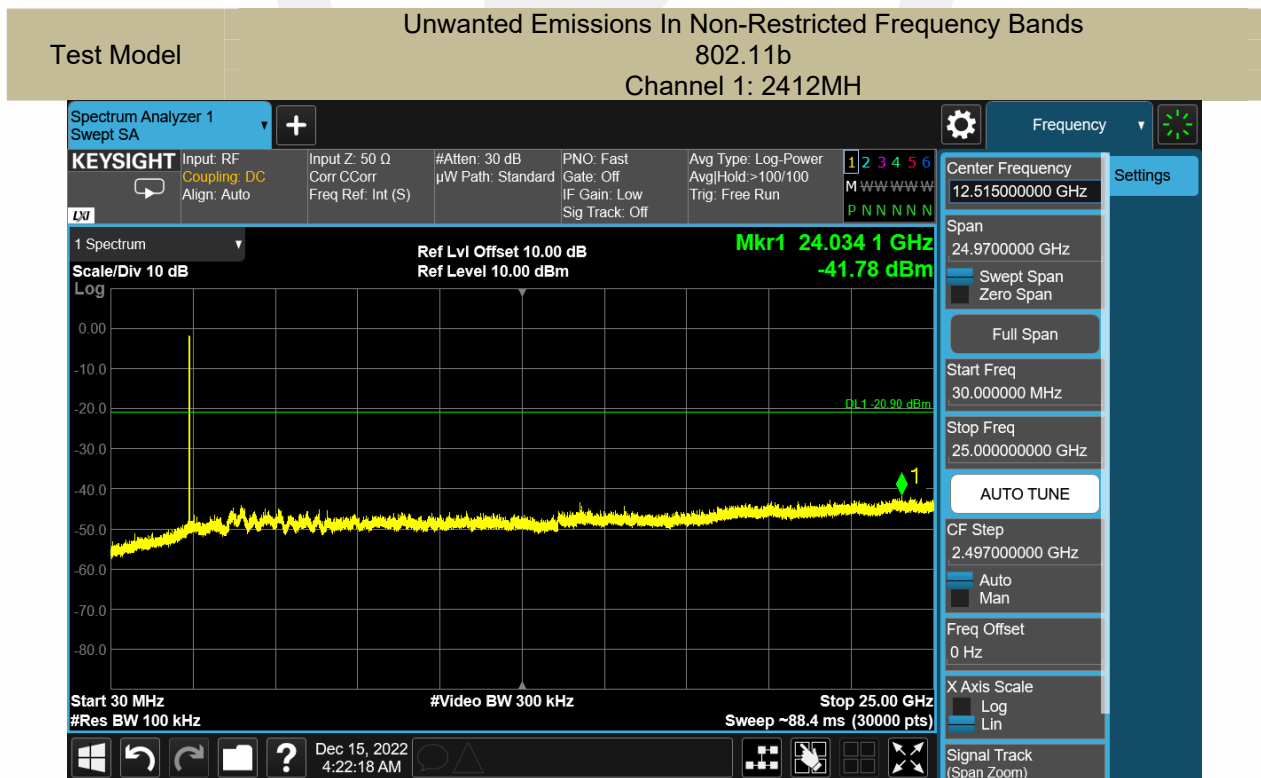 Test Model
Unwanted Emissions In Non-Restricted Frequency Bands
802.11b
Channel 1: 2412MH
Spectrum Analyzer 1
Swept SA
Frequency
KEYSIGHT
LXI
Input: RF
Coupling: DC
Align: Auto
Input Z: 50 Ω
Corr CCorr
Freq Ref: Int (S)
#Atten: 30 dB
µW Path: Standard
PNO: Fast
Gate: Off
IF Gain: Low
Sig Track: Off
Avg Type: Log-Power
Avg|Hold:>100/100
Trig: Free Run
1 2 3 4 5 6
M W W W W W
P N N N N N
1 Spectrum
Scale/Div 10 dB
Log
Ref Lvl Offset 10.00 dB
Ref Level 10.00 dBm
Mkr1 24.034 1 GHz
-41.78 dBm
0.00
-10.0
-20.0
-30.0
-40.0
-50.0
-60.0
-70.0
-80.0
DL1 -20.90 dBm
1
Start 30 MHz
#Res BW 100 kHz
#Video BW 300 kHz
Stop 25.00 GHz
Sweep ~88.4 ms (30000 pts)
Center Frequency
12.515000000 GHz
Span
24.9700000 GHz
Swept Span
Zero Span
Full Span
Start Freq
30.000000 MHz
Stop Freq
25.000000000 GHz
AUTO TUNE
CF Step
2.497000000 GHz
Auto
Man
Freq Offset
0 Hz
X Axis Scale
Log
Lin
Signal Track
(Span Zoom)
Settings
?
Dec 15, 2022
4:22:18 AM